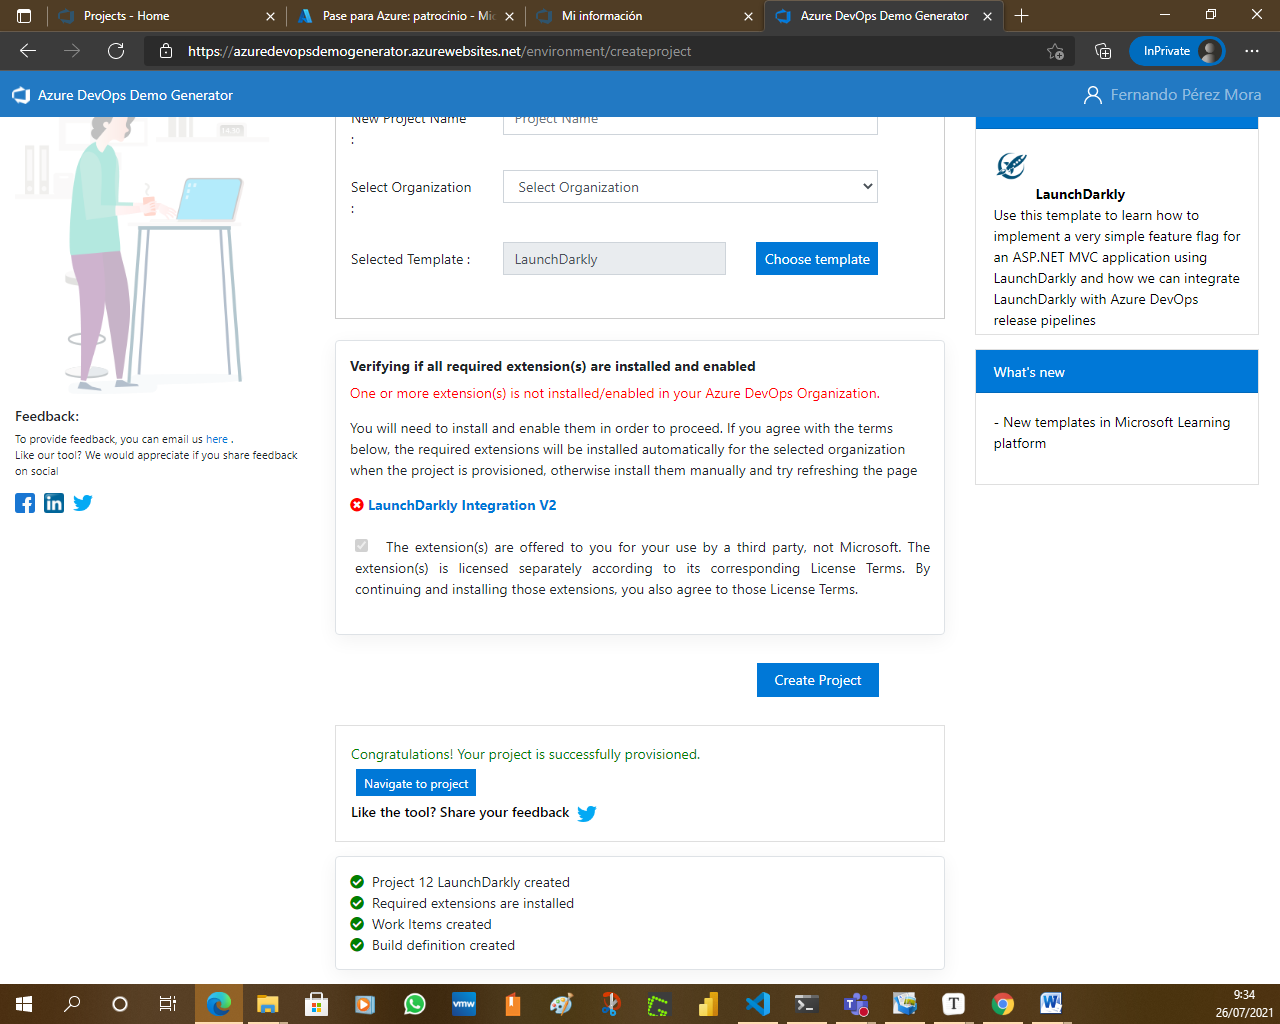 Projects - Home
Pase para Azure: patrocinio - Mic
Mi información
Azure DevOps Demo Generator
https://azuredevopsdemogenerator.azurewebsites.net/environment/createproject
InPrivate
Azure DevOps Demo Generator
Fernando Pérez Mora
New Project Name
:
Project Name
Select Organization
:
Select Organization
Selected Template :
LaunchDarkly
Choose template
LaunchDarkly
Use this template to learn how to
implement a very simple feature flag for
an ASP.NET MVC application using
LaunchDarkly and how we can integrate
LaunchDarkly with Azure DevOps
release pipelines
What's new
- New templates in Microsoft Learning
platform
14.30
Feedback:
To provide feedback, you can email us here .
Like our tool? We would appreciate if you share feedback
on social
Verifying if all required extension(s) are installed and enabled
One or more extension(s) is not installed/enabled in your Azure DevOps Organization.
You will need to install and enable them in order to proceed. If you agree with the terms
below, the required extensions will be installed automatically for the selected organization
when the project is provisioned, otherwise install them manually and try refreshing the page
LaunchDarkly Integration V2
The extension(s) are offered to you for your use by a third party, not Microsoft. The
extension(s) is licensed separately according to its corresponding License Terms. By
continuing and installing those extensions, you also agree to those License Terms.
Create Project
Congratulations! Your project is successfully provisioned.
Navigate to project
Like the tool? Share your feedback
Project 12 LaunchDarkly created
Required extensions are installed
Work Items created
Build definition created
vmw
T
9:34
26/07/2021